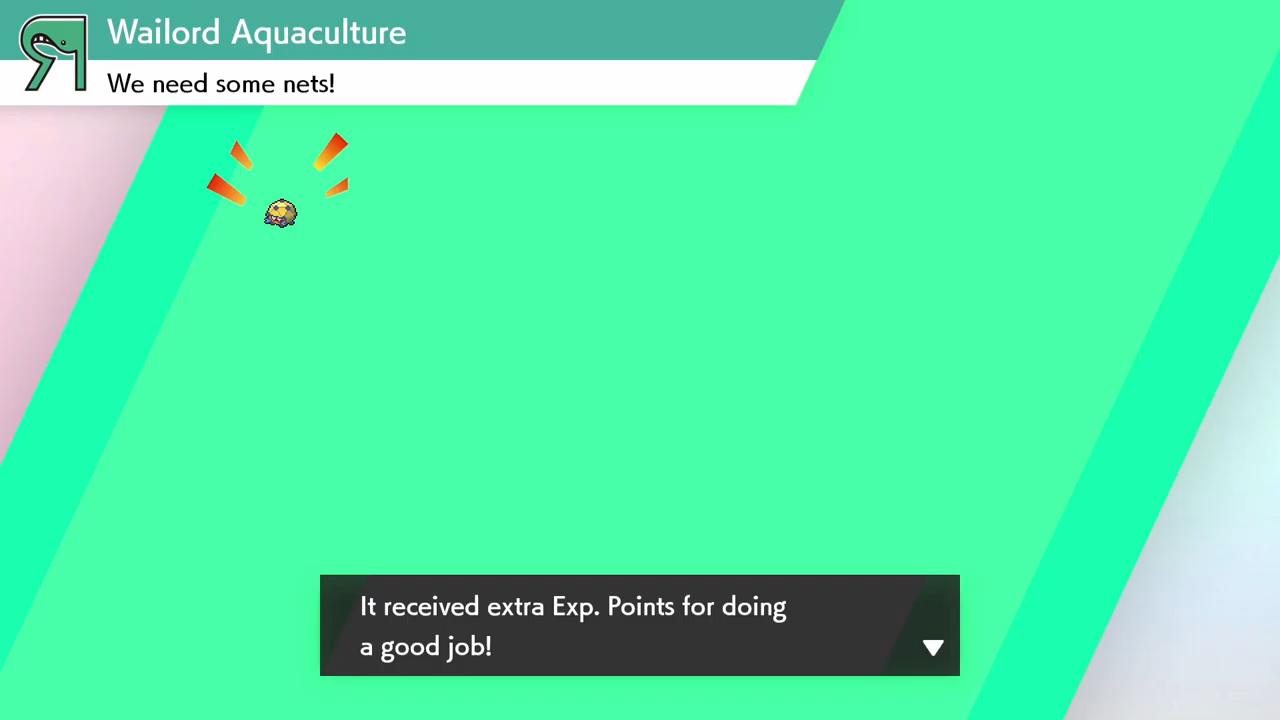 Wailord Aquaculture
We need some nets!
It received extra Exp. Points for doing
a good job!